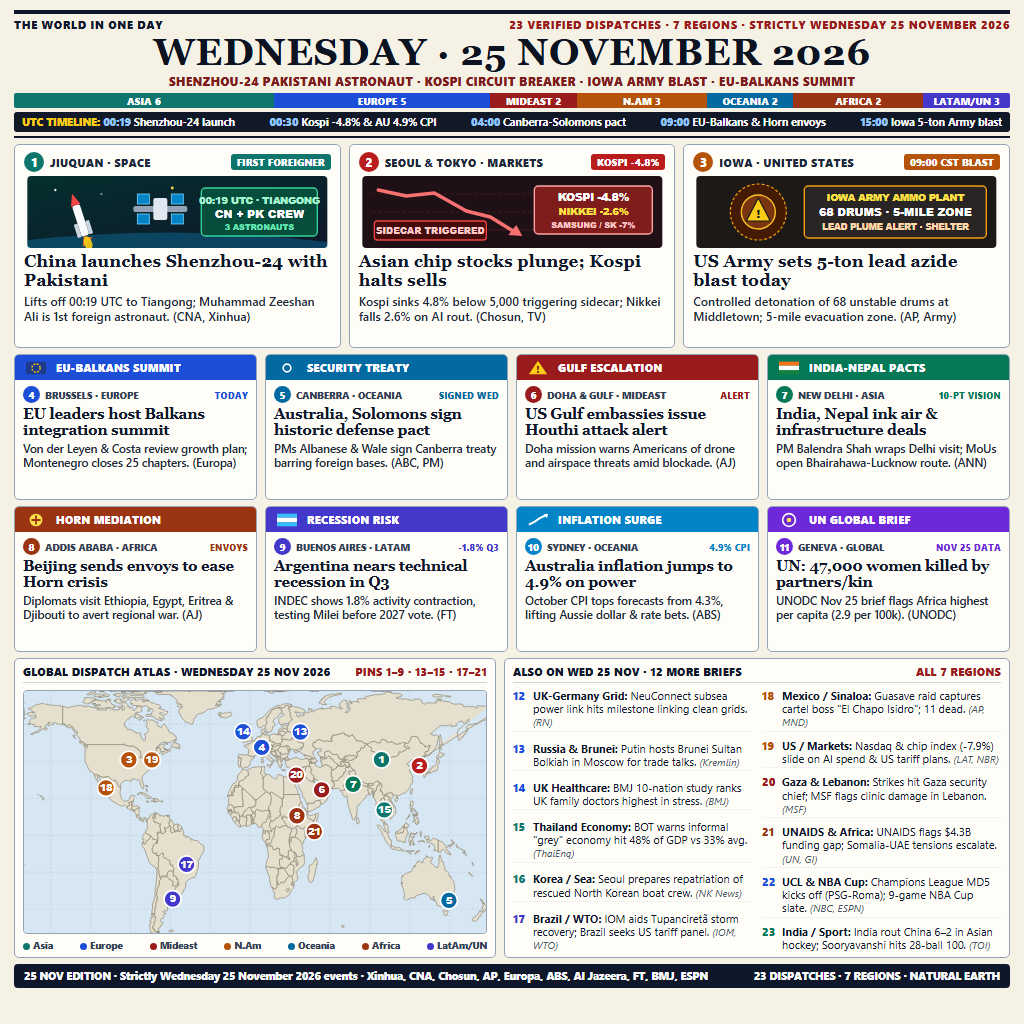 THE WORLD IN ONE DAY
23 VERIFIED DISPATCHES · 7 REGIONS · STRICTLY WEDNESDAY 25 NOVEMBER 2026
WEDNESDAY · 25 NOVEMBER 2026
SHENZHOU-24 PAKISTANI ASTRONAUT · KOSPI CIRCUIT BREAKER · IOWA ARMY BLAST · EU-BALKANS SUMMIT
ASIA 6
EUROPE 5
MIDEAST 2
N.AM 3
OCEANIA 2
AFRICA 2
LATAM/UN 3
UTC TIMELINE: 00:19 Shenzhou-24 launch
00:30 Kospi -4.8% & AU 4.9% CPI
04:00 Canberra-Solomons pact
09:00 EU-Balkans & Horn envoys
15:00 Iowa 5-ton Army blast
1 JIUQUAN · SPACE
FIRST FOREIGNER
00:19 UTC · TIANGONG
CN + PK CREW
3 ASTRONAUTS
China launches Shenzhou-24 with
Pakistani
Lifts off 00:19 UTC to Tiangong; Muhammad Zeeshan
Ali is 1st foreign astronaut. (CNA, Xinhua)
2 SEOUL & TOKYO · MARKETS
KOSPI -4.8%
SIDECAR TRIGGERED
KOSPI -4.8%
NIKKEI -2.6%
SAMSUNG / SK -7%
Asian chip stocks plunge; Kospi
halts sells
Kospi sinks 4.8% below 5,000 triggering sidecar; Nikkei
falls 2.6% on AI rout. (Chosun, TV)
3 IOWA · UNITED STATES
09:00 CST BLAST
IOWA ARMY AMMO PLANT
68 DRUMS · 5-MILE ZONE
LEAD PLUME ALERT · SHELTER
US Army sets 5-ton lead azide
blast today
Controlled detonation of 68 unstable drums at
Middletown; 5-mile evacuation zone. (AP, Army)
EU-BALKANS SUMMIT
4 BRUSSELS · EUROPE
TODAY
EU leaders host Balkans
integration summit
Von der Leyen & Costa review growth plan;
Montenegro closes 25 chapters. (Europa)
SECURITY TREATY
5 CANBERRA · OCEANIA
SIGNED WED
Australia, Solomons sign
historic defense pact
PMs Albanese & Wale sign Canberra treaty
barring foreign bases. (ABC, PM)
GULF ESCALATION
6 DOHA & GULF · MIDEAST
ALERT
US Gulf embassies issue
Houthi attack alert
Doha mission warns Americans of drone
and airspace threats amid blockade. (AJ)
INDIA-NEPAL PACTS
7 NEW DELHI · ASIA
10-PT VISION
India, Nepal ink air &
infrastructure deals
PM Balendra Shah wraps Delhi visit; MoUs
open Bhairahawa-Lucknow route. (ANN)
HORN MEDIATION
8 ADDIS ABABA · AFRICA
ENVOYS
Beijing sends envoys to ease
Horn crisis
Diplomats visit Ethiopia, Egypt, Eritrea &
Djibouti to avert regional war. (AJ)
RECESSION RISK
9 BUENOS AIRES · LATAM
-1.8% Q3
Argentina nears technical
recession in Q3
INDEC shows 1.8% activity contraction,
testing Milei before 2027 vote. (FT)
INFLATION SURGE
10 SYDNEY · OCEANIA
4.9% CPI
Australia inflation jumps to
4.9% on power
October CPI tops forecasts from 4.3%,
lifting Aussie dollar & rate bets. (ABS)
UN GLOBAL BRIEF
11 GENEVA · GLOBAL
NOV 25 DATA
UN: 47,000 women killed by
partners/kin
UNODC Nov 25 brief flags Africa highest
per capita (2.9 per 100k). (UNODC)
GLOBAL DISPATCH ATLAS · WEDNESDAY 25 NOV 2026
PINS 1–9 · 13–15 · 17–21
14
13
4
3
19
1
2
20
18
6
7
15
8
21
17
9
5
Asia
Europe
Mideast
N.Am
Oceania
Africa
LatAm/UN
ALSO ON WED 25 NOV · 12 MORE BRIEFS
ALL 7 REGIONS
12 UK-Germany Grid: NeuConnect subsea
power link hits milestone linking clean grids.
(RN)
13 Russia & Brunei: Putin hosts Brunei Sultan
Bolkiah in Moscow for trade talks. (Kremlin)
14 UK Healthcare: BMJ 10-nation study ranks
UK family doctors highest in stress. (BMJ)
15 Thailand Economy: BOT warns informal
"grey" economy hit 48% of GDP vs 33% avg.
(ThaiEnq)
16 Korea / Sea: Seoul prepares repatriation of
rescued North Korean boat crew. (NK News)
17 Brazil / WTO: IOM aids Tupanciretã storm
recovery; Brazil seeks US tariff panel. (IOM,
WTO)
18 Mexico / Sinaloa: Guasave raid captures
cartel boss "El Chapo Isidro"; 11 dead. (AP,
MND)
19 US / Markets: Nasdaq & chip index (-7.9%)
slide on AI spend & US tariff plans. (LAT, NBR)
20 Gaza & Lebanon: Strikes hit Gaza security
chief; MSF flags clinic damage in Lebanon.
(MSF)
21 UNAIDS & Africa: UNAIDS flags $4.3B
funding gap; Somalia-UAE tensions escalate.
(UN, GI)
22 UCL & NBA Cup: Champions League MD5
kicks off (PSG-Roma); 9-game NBA Cup
slate. (NBC, ESPN)
23 India / Sport: India rout China 6–2 in Asian
hockey; Sooryavanshi hits 28-ball 100. (TOI)
25 NOV EDITION · Strictly Wednesday 25 November 2026 events · Xinhua, CNA, Chosun, AP, Europa, ABS, Al Jazeera, FT, BMJ, ESPN
23 DISPATCHES · 7 REGIONS · NATURAL EARTH